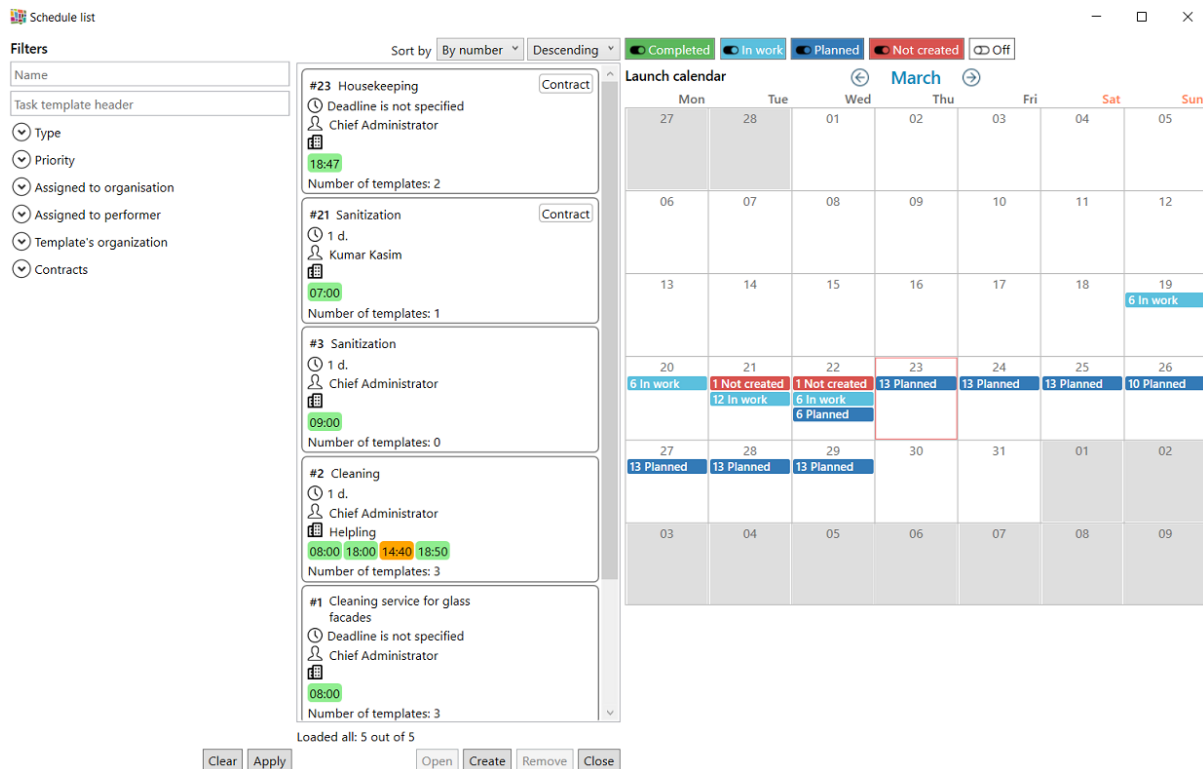 Schedule list
Filters
Name
Task template header
Type
Priority
Assigned to organisation
Assigned to performer
Template's organization
Contracts
Clear Apply
Sort by By number Descending
#23 Housekeeping Contract
Deadline is not specified
Chief Administrator
18:47
Number of templates: 2
#21 Sanitization Contract
1 d.
Kumar Kasim
07:00
Number of templates: 1
#3 Sanitization
1 d.
Chief Administrator
09:00
Number of templates: 0
#2 Cleaning
1 d.
Chief Administrator
Helpling
08:00 18:00 14:40 18:50
Number of templates: 3
#1 Cleaning service for glass
facades
Deadline is not specified
Chief Administrator
08:00
Number of templates: 3
Loaded all: 5 out of 5
Open Create Remove Close
Completed In work Planned Not created Off
Launch calendar March
Mon Tue Wed Thu Fri Sat Sun
27 28 01 02 03 04 05
06 07 08 09 10 11 12
13 14 15 16 17 18 19
6 In work
20 21 22 23 24 25 26
6 In work 1 Not created 1 Not created 13 Planned 13 Planned 13 Planned 10 Planned
12 In work 6 In work
6 Planned
27 28 29 30 31 01 02
13 Planned 13 Planned 13 Planned
03 04 05 06 07 08 09